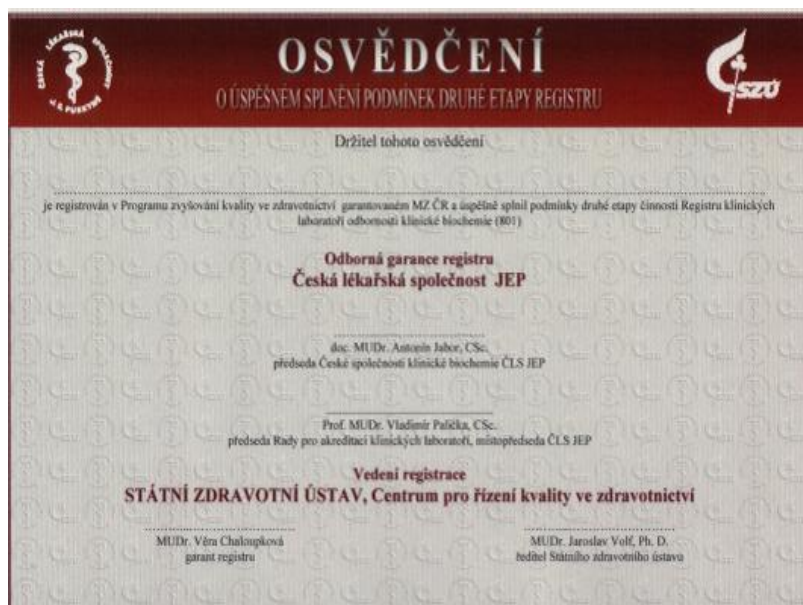 ČESKÁ LÉKAŘSKÁ SPOLEČNOST
J. E. PURKYNĚ
OSVĚDČENÍ
O ÚSPĚŠNÉM SPLNĚNÍ PODMÍNEK DRUHÉ ETAPY REGISTRU
SZÚ
Držitel tohoto osvědčení
je registrován v Programu zvyšování kvality ve zdravotnictví garantovaném MZ ČR a úspěšně splnil podmínky druhé etapy činnosti Registru klinických
laboratoří odbornosti klinické biochemie (801)
Odborná garance registru
Česká lékařská společnost JEP
doc. MUDr. Antonín Jabor, CSc.
předseda České společnosti klinické biochemie ČLS JEP
Prof. MUDr. Vladimír Palička, CSc.
předseda Rady pro akreditaci klinických laboratoří, místopředseda ČLS JEP
Vedení registrace
STÁTNÍ ZDRAVOTNÍ ÚSTAV, Centrum pro řízení kvality ve zdravotnictví
MUDr. Věra Chaloupková
garant registru
MUDr. Jaroslav Volf, Ph. D.
ředitel Státního zdravotního ústavu